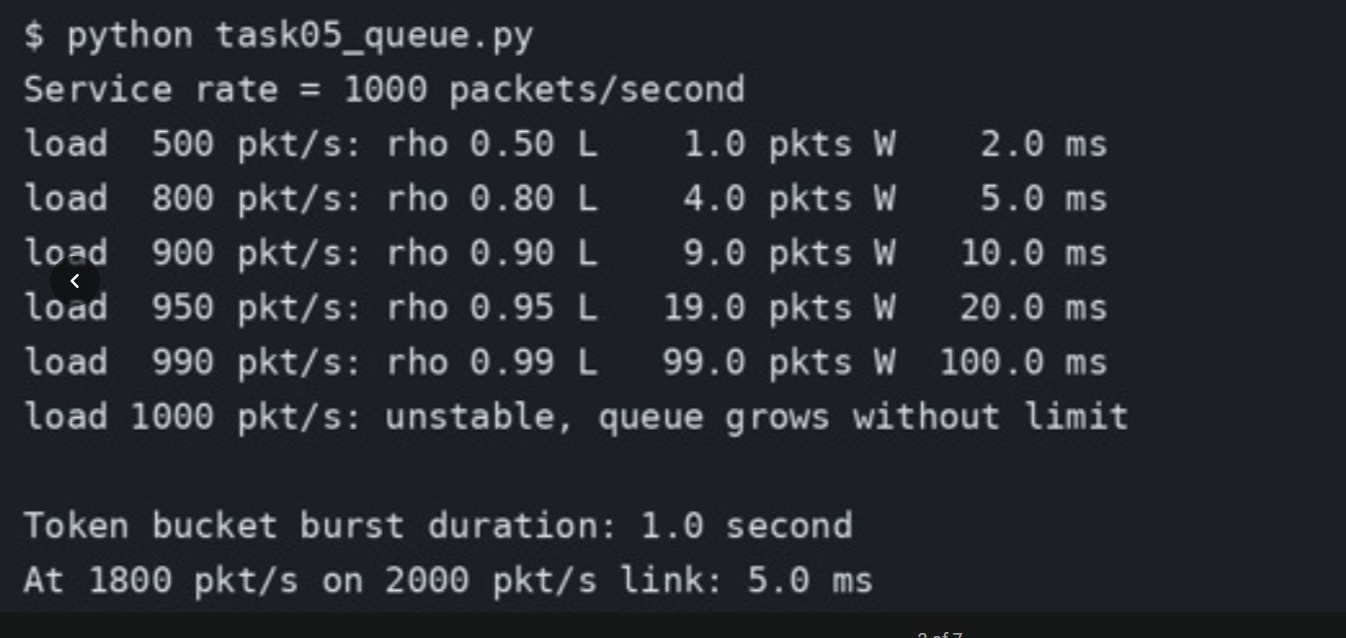 $ python task05_queue.py
Service rate = 1000 packets/second
load  500 pkt/s: rho 0.50 L    1.0 pkts W    2.0 ms
load  800 pkt/s: rho 0.80 L    4.0 pkts W    5.0 ms
load  900 pkt/s: rho 0.90 L    9.0 pkts W   10.0 ms
load  950 pkt/s: rho 0.95 L   19.0 pkts W   20.0 ms
load  990 pkt/s: rho 0.99 L   99.0 pkts W  100.0 ms
load 1000 pkt/s: unstable, queue grows without limit
Token bucket burst duration: 1.0 second
At 1800 pkt/s on 2000 pkt/s link: 5.0 ms
of 7